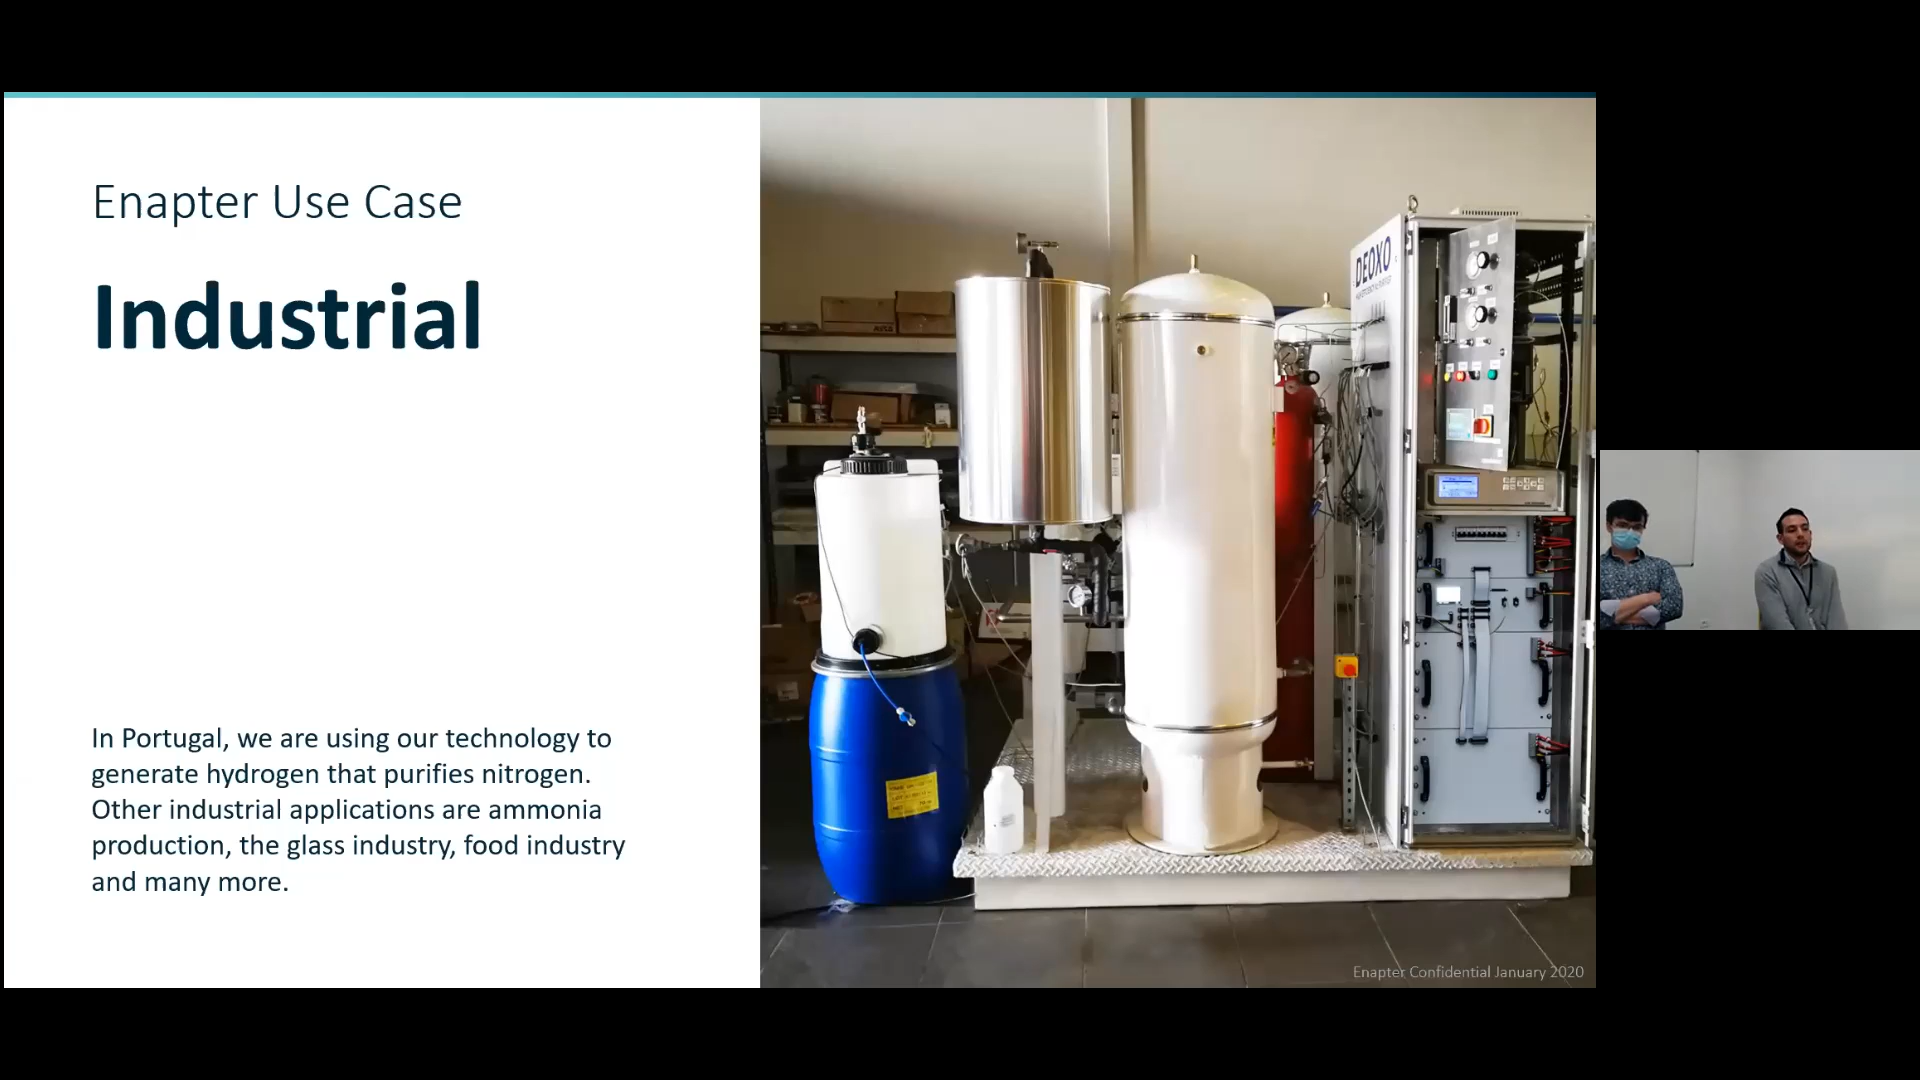 Enapter Use Case
Industrial
In Portugal, we are using our technology to
generate hydrogen that purifies nitrogen.
Other industrial applications are ammonia
production, the glass industry, food industry
and many more.
DEOXO
Enapter Confidential January 2020